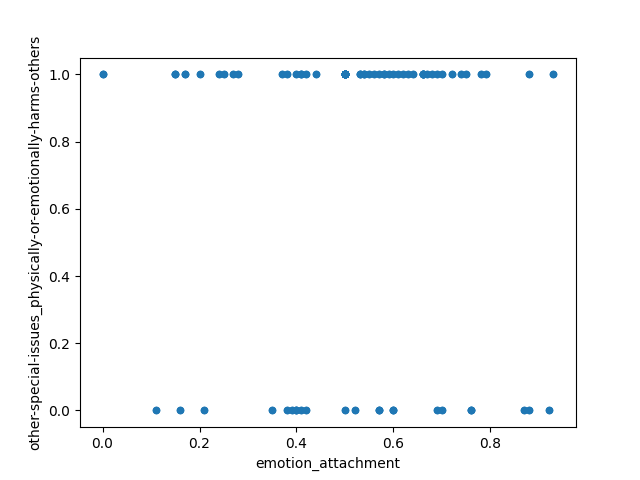 other-special-issues_physically-or-emotionally-harms-others
1.0
0.8
0.6
0.4
0.2
0.0
0.0 0.2 0.4 0.6 0.8
emotion_attachment